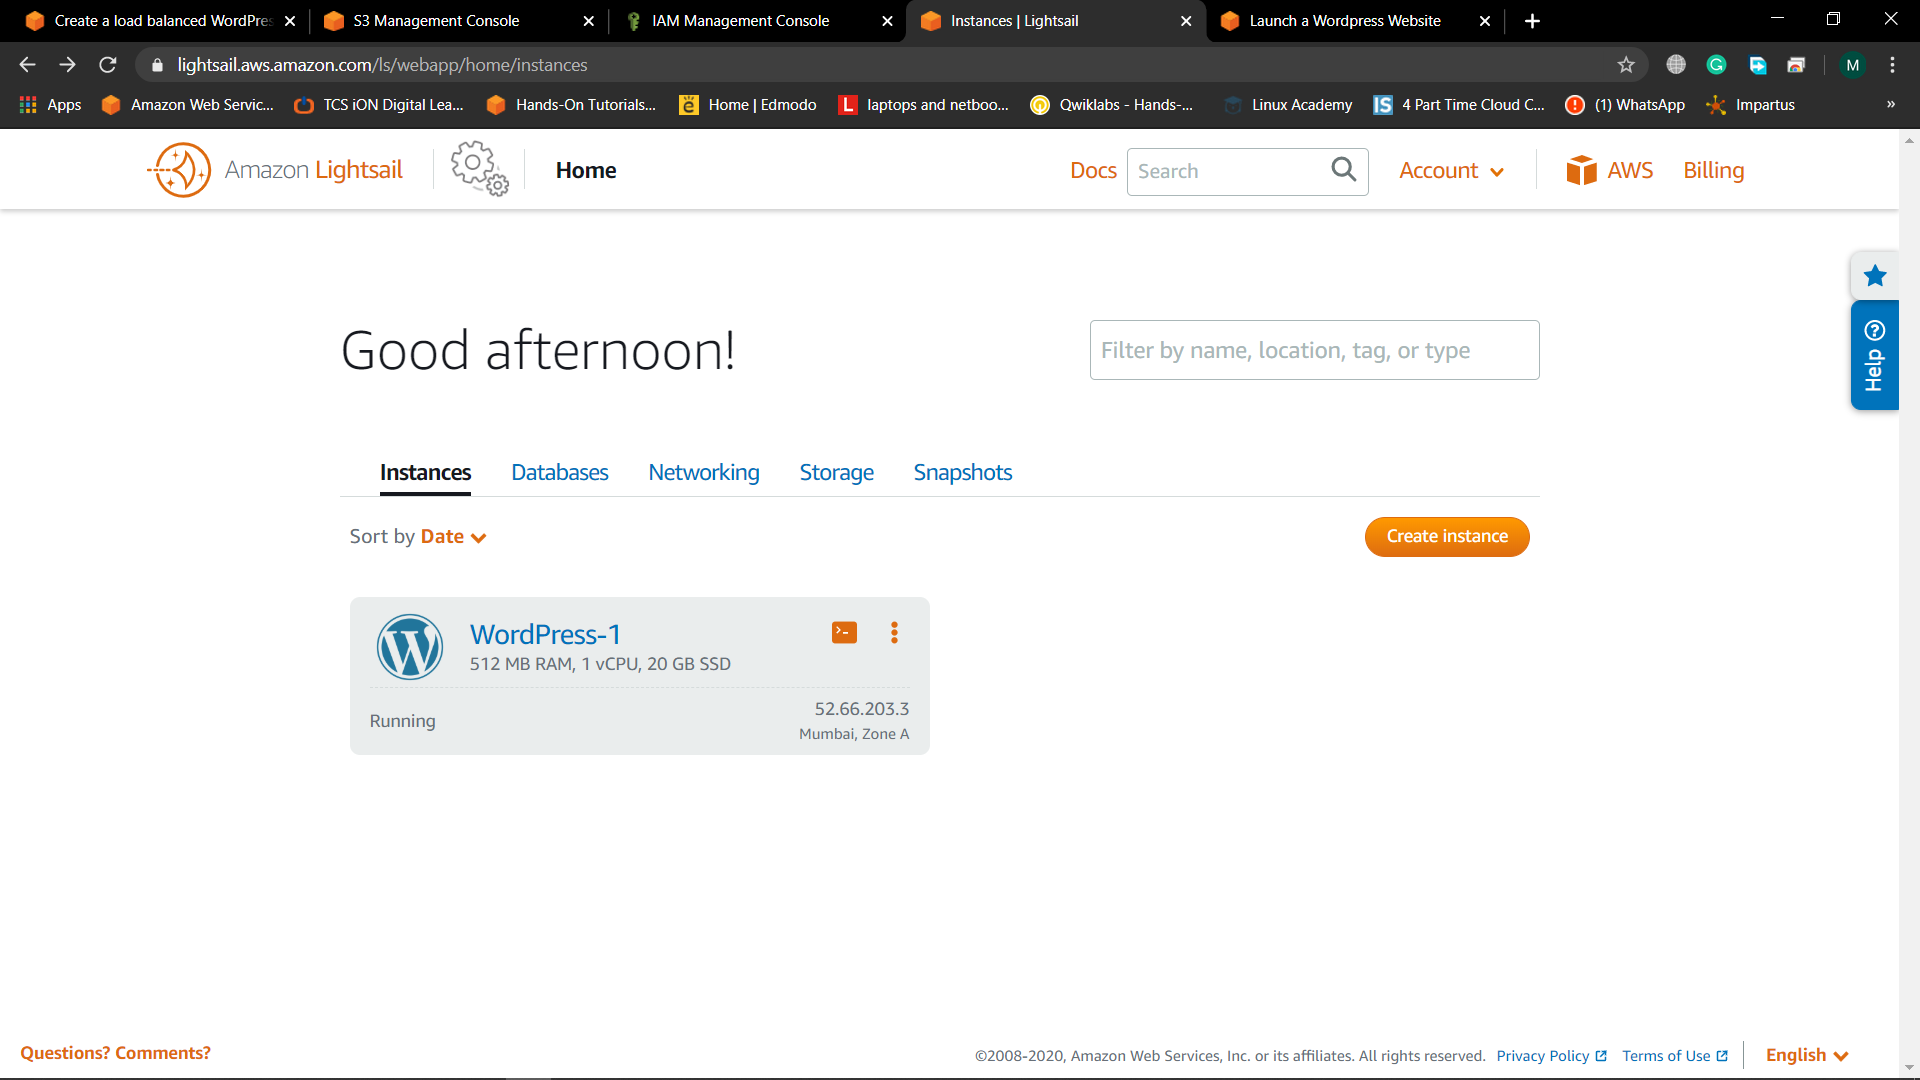 Create a load balanced WordPres
S3 Management Console
IAM Management Console
Instances | Lightsail
Launch a Wordpress Website
lightsail.aws.amazon.com/ls/webapp/home/instances
M
Apps
Amazon Web Servic...
TCS iON Digital Lea...
Hands-On Tutorials...
Home | Edmodo
laptops and netboo...
Qwiklabs - Hands-...
Linux Academy
4 Part Time Cloud C...
(1) WhatsApp
Impartus
»
Amazon Lightsail
Home
Docs
Search
Account
AWS
Billing
Good afternoon!
Filter by name, location, tag, or type
Help
Instances
Databases
Networking
Storage
Snapshots
Sort by Date
Create instance
WordPress-1
512 MB RAM, 1 vCPU, 20 GB SSD
Running
52.66.203.3
Mumbai, Zone A
Questions? Comments?
©2008-2020, Amazon Web Services, Inc. or its affiliates. All rights reserved.
Privacy Policy
Terms of Use
English